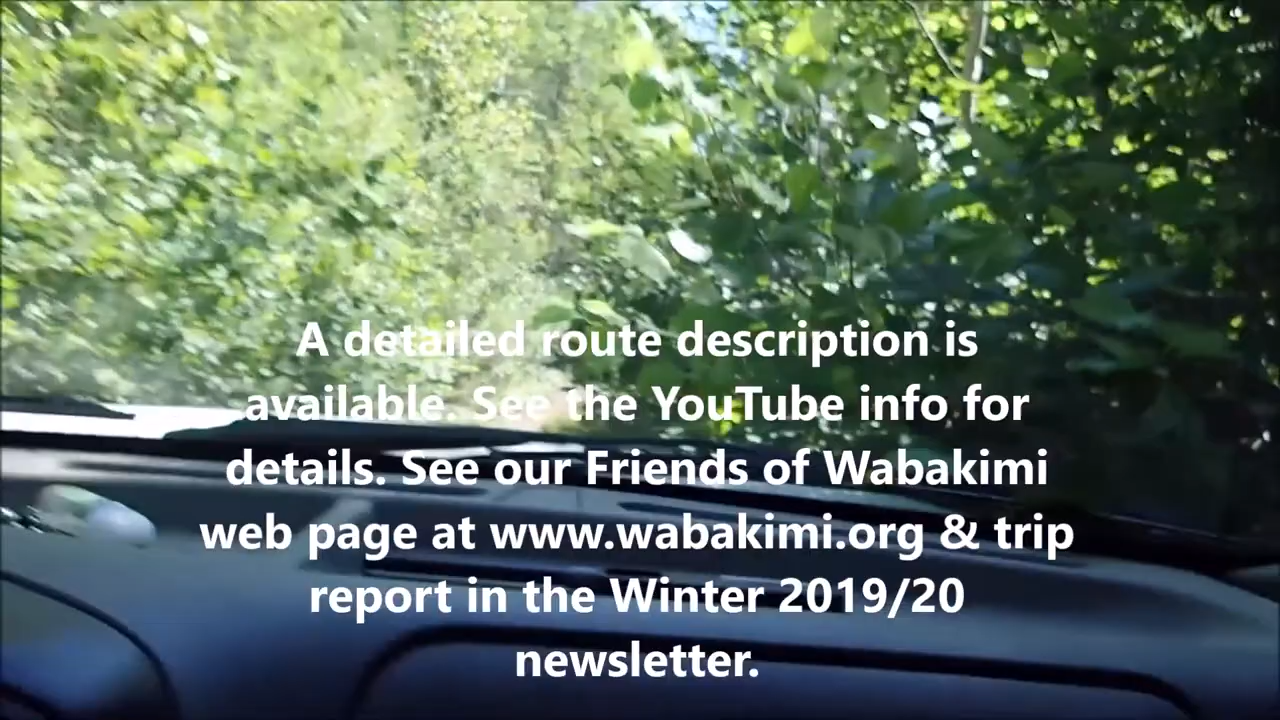 A detailed route description is
available. See the YouTube info for
details. See our Friends of Wabakimi
web page at www.wabakimi.org & trip
report in the Winter 2019/20
newsletter.